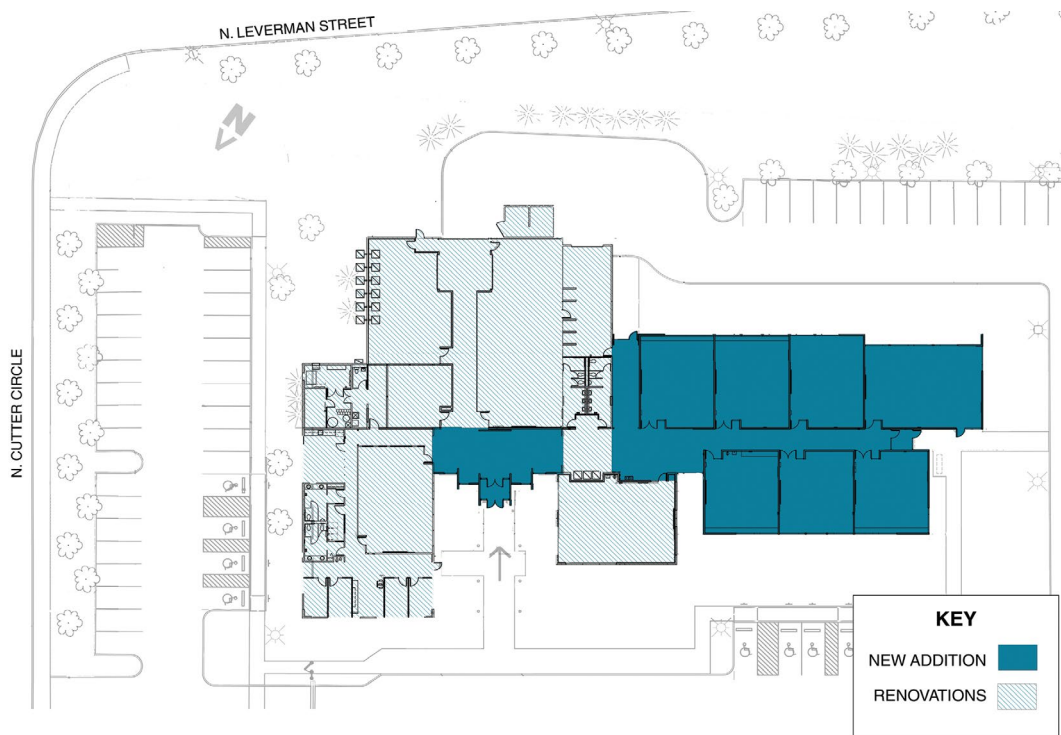 N. LEVERMAN STREET
N
N. CUTTER CIRCLE
KEY
NEW ADDITION
RENOVATIONS